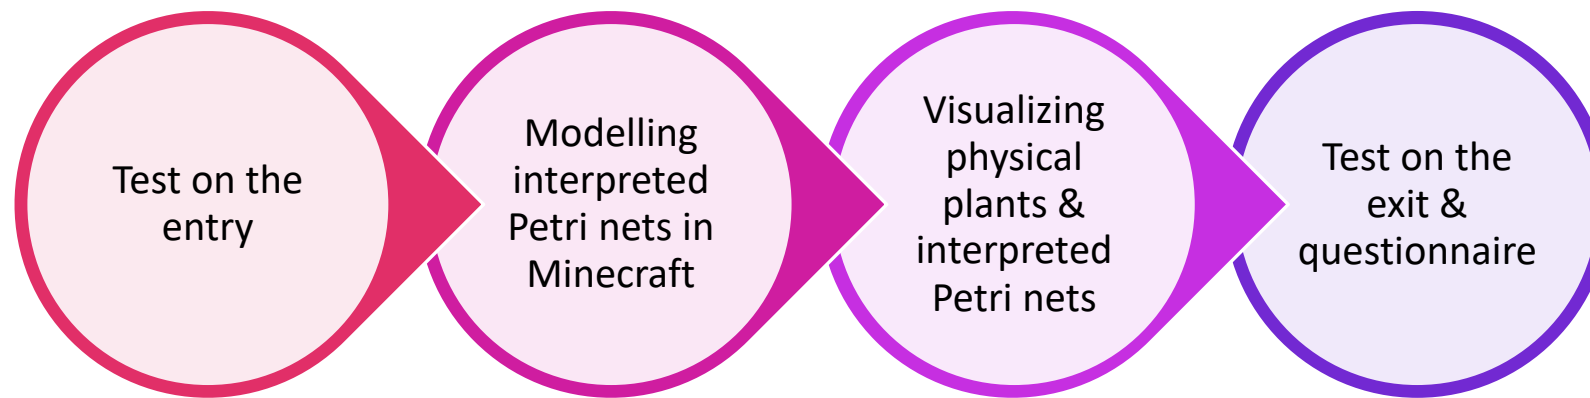 Test on the
entry
Modelling
interpreted
Petri nets in
Minecraft
Visualizing
physical
plants &
interpreted
Petri nets
Test on the
exit &
questionnaire